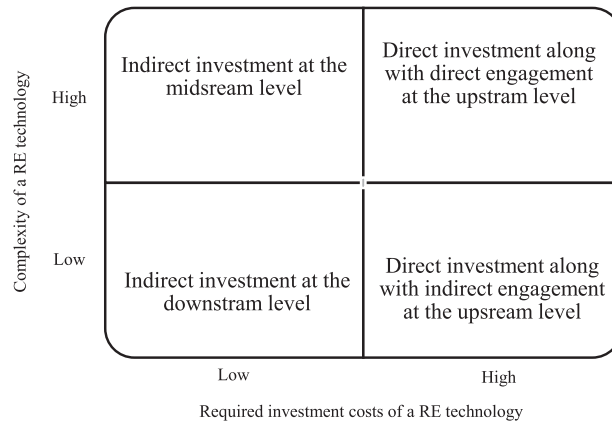 Complexity of a RE technology
High
Indirect investment at the
midsream level
Direct investment along
with direct engagement
at the upstram level
Low
Indirect investment at the
downstram level
Direct investment along
with indirect engagement
at the upsream level
Low
High
Required investment costs of a RE technology